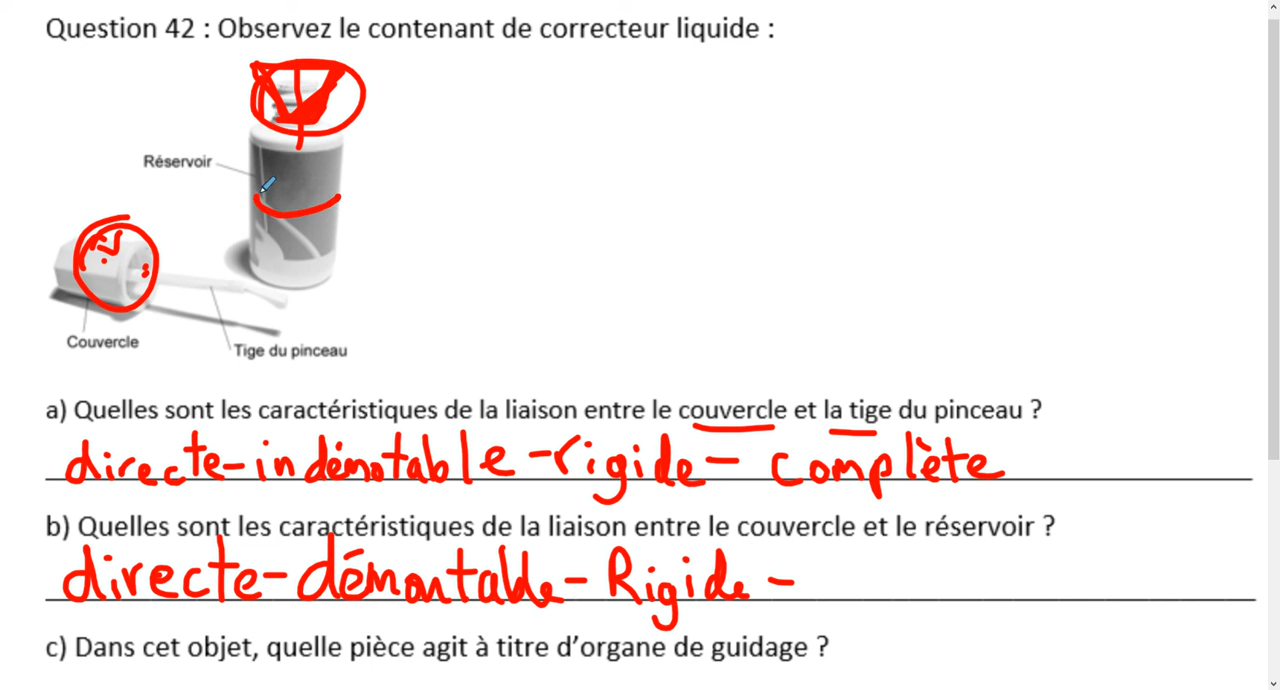 Question 42 : Observez le contenant de correcteur liquide :
Réservoir
Couvercle
Tige du pinceau
a) Quelles sont les caractéristiques de la liaison entre le couvercle et la tige du pinceau ?
directe-indémotable-rigide- complète
b) Quelles sont les caractéristiques de la liaison entre le couvercle et le réservoir ?
directe-démontable-Rigide-
c) Dans cet objet, quelle pièce agit à titre d’organe de guidage ?